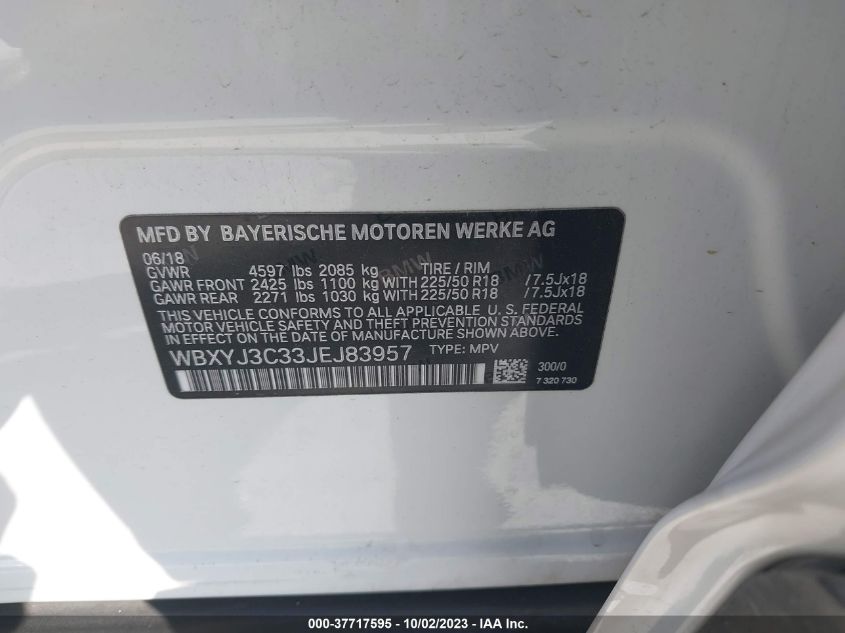 MFD BY BAYERISCHE MOTOREN WERKE AG
06/18
GVWR 4597 lbs 2085 kg TIRE / RIM
GAWR FRONT 2425 lbs 1100 kg WITH 225/50 R18 / 7.5Jx18
GAWR REAR 2271 lbs 1030 kg WITH 225/50 R18 / 7.5Jx18
THIS VEHICLE CONFORMS TO ALL APPLICABLE U. S. FEDERAL
MOTOR VEHICLE SAFETY AND THEFT PREVENTION STANDARDS
IN EFFECT ON THE DATE OF MANUFACTURE SHOWN ABOVE.
WBXYJ3C33JEJ83957 TYPE: MPV
300/0
7 320 730
BMW
000-37717595 - 10/02/2023 - IAA Inc.